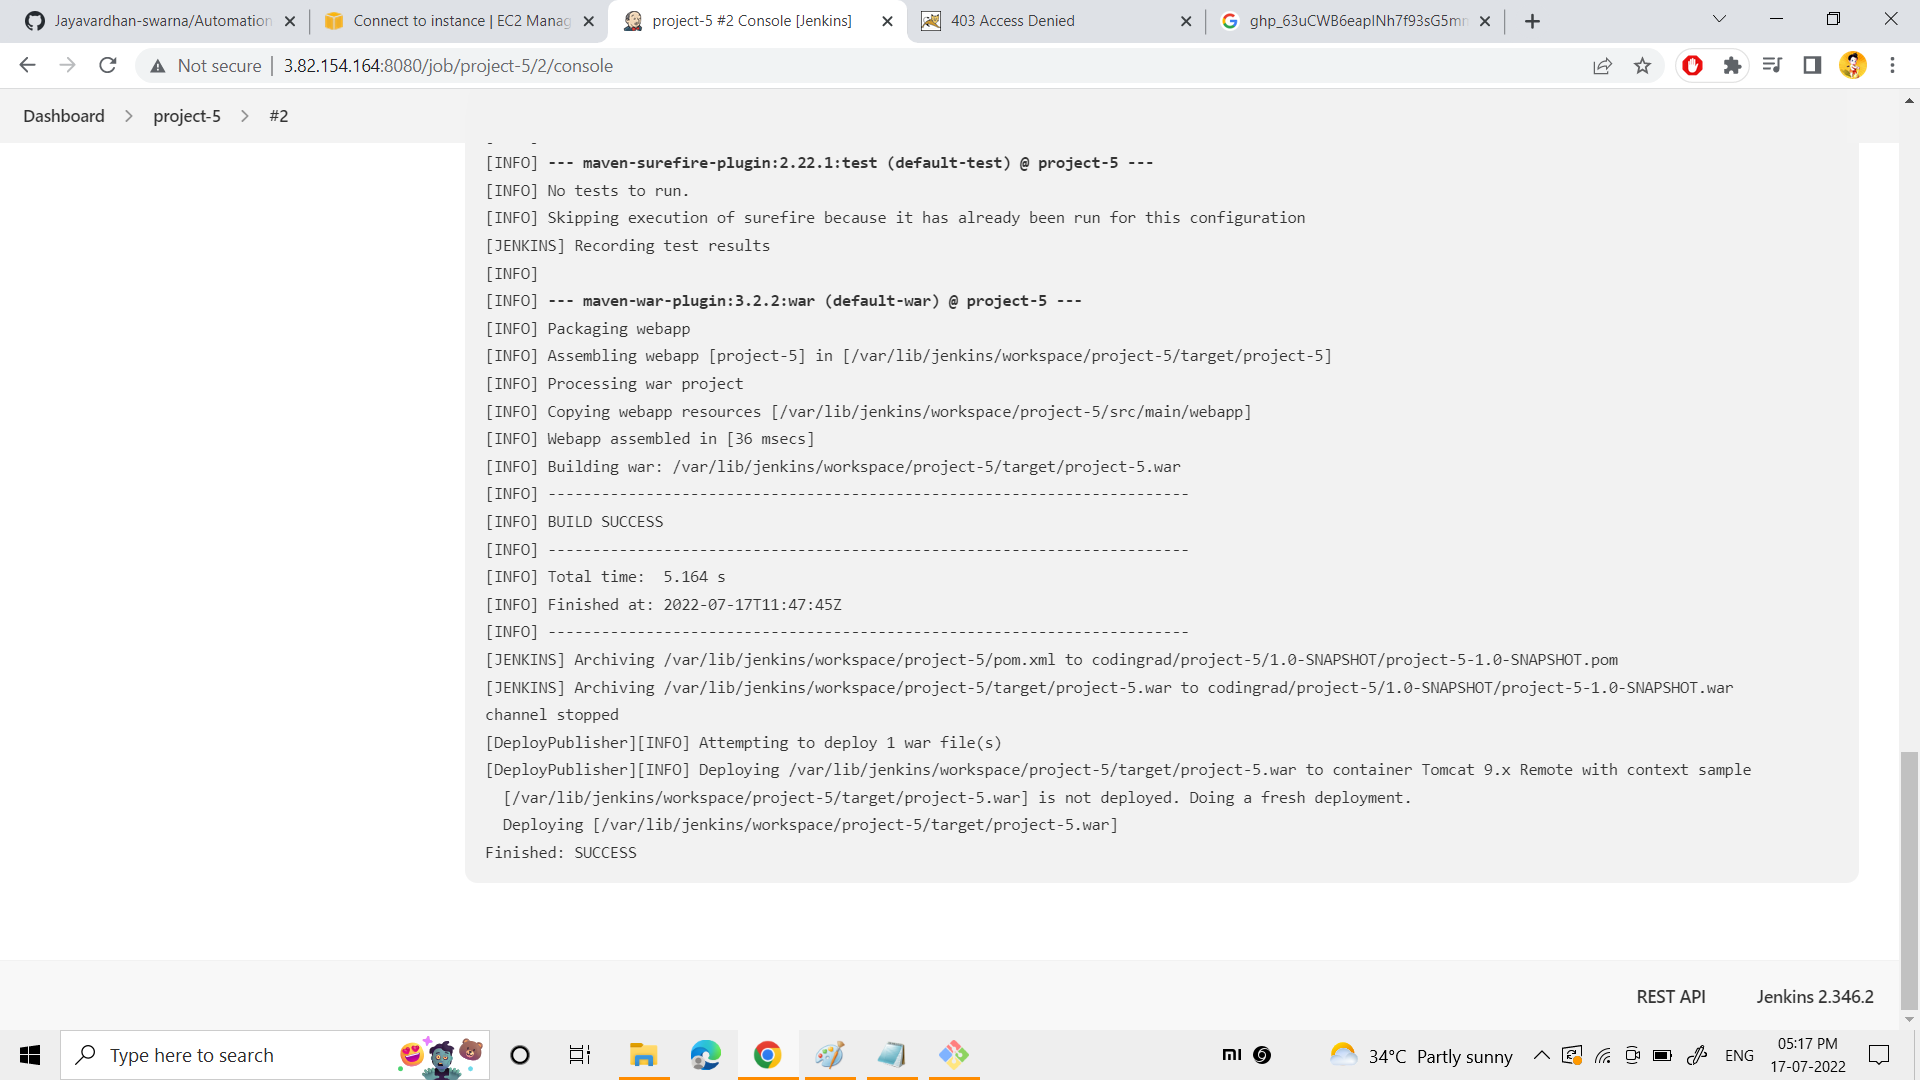 Jayavardhan-swarna/Automation
Connect to instance | EC2 Manag
project-5 #2 Console [Jenkins]
403 Access Denied
Not secure
3.82.154.164:8080/job/project-5/2/console
Dashboard
project-5
#2
[INFO] --- maven-surefire-plugin:2.22.1:test (default-test) @ project-5 ---
[INFO] No tests to run.
[INFO] Skipping execution of surefire because it has already been run for this configuration
[JENKINS] Recording test results
[INFO]
[INFO] --- maven-war-plugin:3.2.2:war (default-war) @ project-5 ---
[INFO] Packaging webapp
[INFO] Assembling webapp [project-5] in [/var/lib/jenkins/workspace/project-5/target/project-5]
[INFO] Processing war project
[INFO] Copying webapp resources [/var/lib/jenkins/workspace/project-5/src/main/webapp]
[INFO] Webapp assembled in [36 msecs]
[INFO] Building war: /var/lib/jenkins/workspace/project-5/target/project-5.war
[INFO] ------------------------------------------------------------------------
[INFO] BUILD SUCCESS
[INFO] ------------------------------------------------------------------------
[INFO] Total time:  5.164 s
[INFO] Finished at: 2022-07-17T11:47:45Z
[INFO] ------------------------------------------------------------------------
[JENKINS] Archiving /var/lib/jenkins/workspace/project-5/pom.xml to codingrad/project-5/1.0-SNAPSHOT/project-5-1.0-SNAPSHOT.pom
[JENKINS] Archiving /var/lib/jenkins/workspace/project-5/target/project-5.war to codingrad/project-5/1.0-SNAPSHOT/project-5-1.0-SNAPSHOT.war
channel stopped
[DeployPublisher][INFO] Attempting to deploy 1 war file(s)
[DeployPublisher][INFO] Deploying /var/lib/jenkins/workspace/project-5/target/project-5.war to container Tomcat 9.x Remote with context sample
[/var/lib/jenkins/workspace/project-5/target/project-5.war] is not deployed. Doing a fresh deployment.
Deploying [/var/lib/jenkins/workspace/project-5/target/project-5.war]
Finished: SUCCESS
REST API
Jenkins 2.346.2
Type here to search
34°C Partly sunny
ENG
05:17 PM
17-07-2022